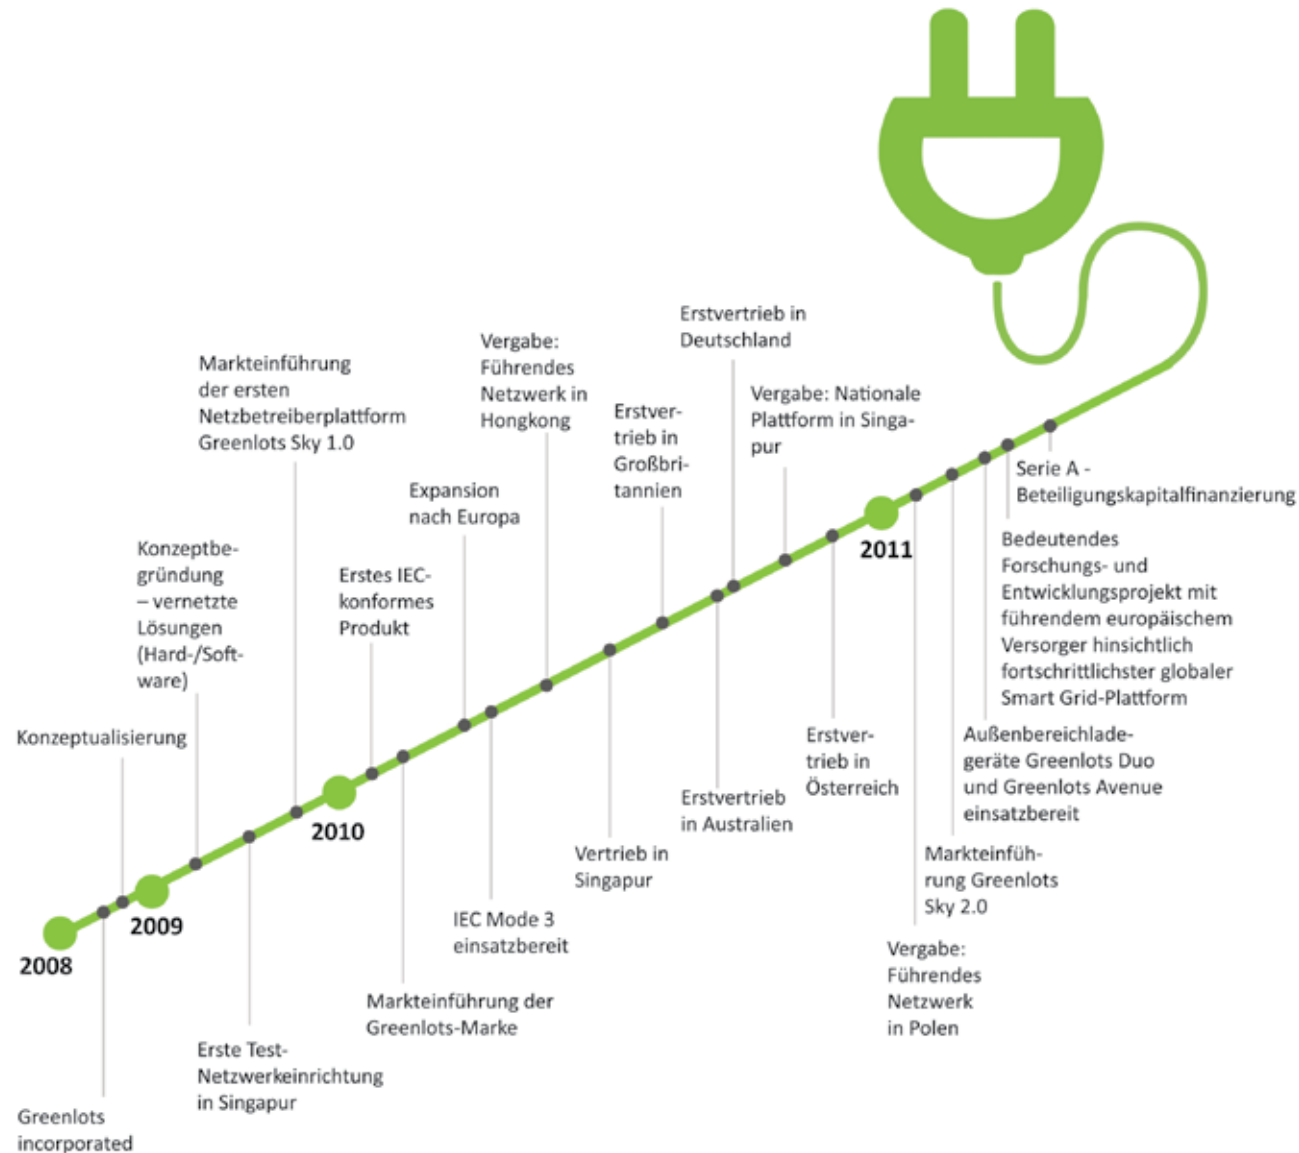 2008
Greenlots
incorporated
Konzeptualisierung
2009
Konzeptbe-
gründung
– vernetzte
Lösungen
(Hard-/Soft-
ware)
Erste Test-
Netzwerkeinrichtung
in Singapur
Markteinführung
der ersten
Netzbetreiberplattform
Greenlots Sky 1.0
2010
Erstes IEC-
konformes
Produkt
Markteinführung der
Greenlots-Marke
Expansion
nach Europa
IEC Mode 3
einsatzbereit
Vergabe:
Führendes
Netzwerk in
Hongkong
Vertrieb in
Singapur
Erstver-
trieb in
Großbri-
tannien
Erstvertrieb
in Australien
Erstvertrieb in
Deutschland
Vergabe: Nationale
Plattform in Singa-
pur
Erstver-
trieb in
Österreich
2011
Vergabe:
Führendes
Netzwerk
in Polen
Markteinfüh-
rung Greenlots
Sky 2.0
Außenbereichlade-
geräte Greenlots Duo
und Greenlots Avenue
einsatzbereit
Bedeutendes
Forschungs- und
Entwicklungsprojekt mit
führendem europäischem
Versorger hinsichtlich
fortschrittlichster globaler
Smart Grid-Plattform
Serie A -
Beteiligungskapitalfinanzierung